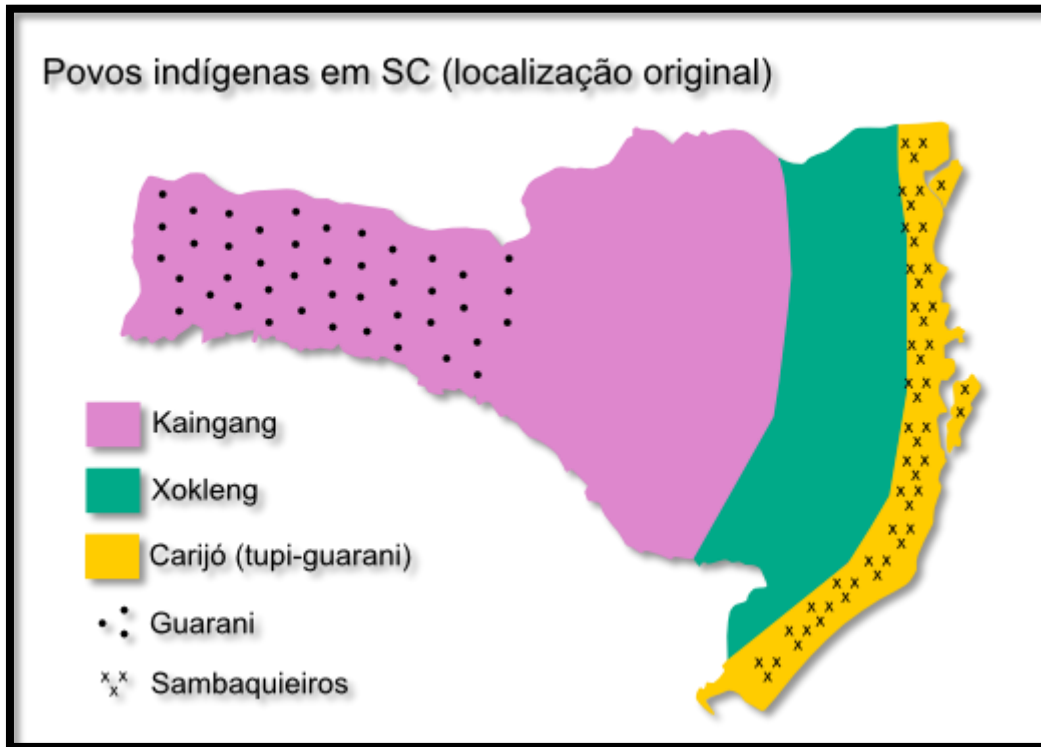 Povos indígenas em SC (localização original)
Kaingang
Xokleng
Carijó (tupi-guarani)
Guarani
Sambaquieiros